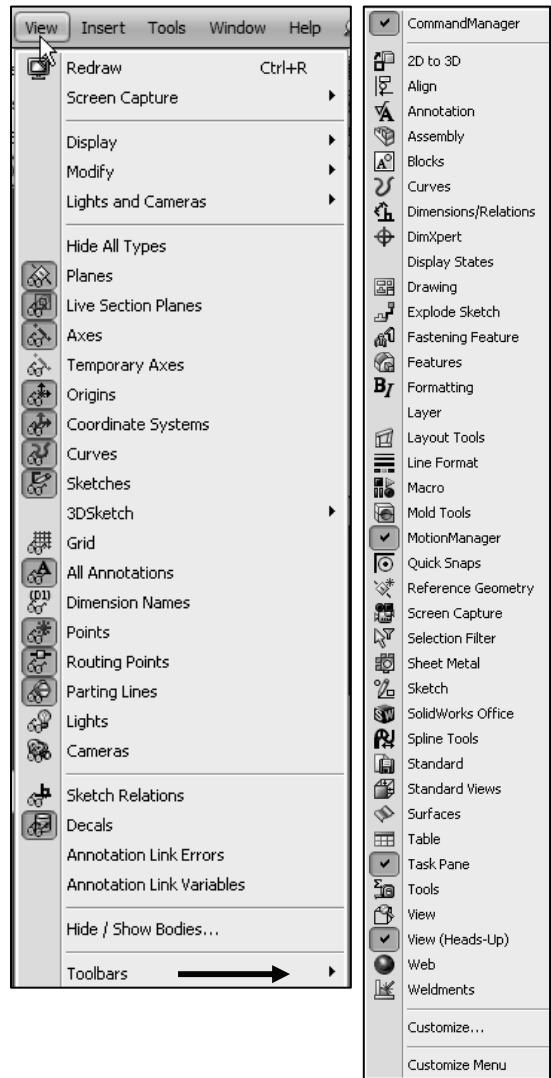 View Insert Tools Window Help
Redraw Ctrl+R
Screen Capture
Display
Modify
Lights and Cameras
Hide All Types
Planes
Live Section Planes
Axes
Temporary Axes
Origins
Coordinate Systems
Curves
Sketches
3DSketch
Grid
All Annotations
Dimension Names
Points
Routing Points
Parting Lines
Lights
Cameras
Sketch Relations
Decals
Annotation Link Errors
Annotation Link Variables
Hide / Show Bodies...
Toolbars
CommandManager
2D to 3D
Align
Annotation
Assembly
Blocks
Curves
Dimensions/Relations
DimXpert
Display States
Drawing
Explode Sketch
Fastening Feature
Features
Formatting
Layer
Layout Tools
Line Format
Macro
Mold Tools
MotionManager
Quick Snaps
Reference Geometry
Screen Capture
Selection Filter
Sheet Metal
Sketch
SolidWorks Office
Spline Tools
Standard
Standard Views
Surfaces
Table
Task Pane
Tools
View
View (Heads-Up)
Web
Weldments
Customize...
Customize Menu